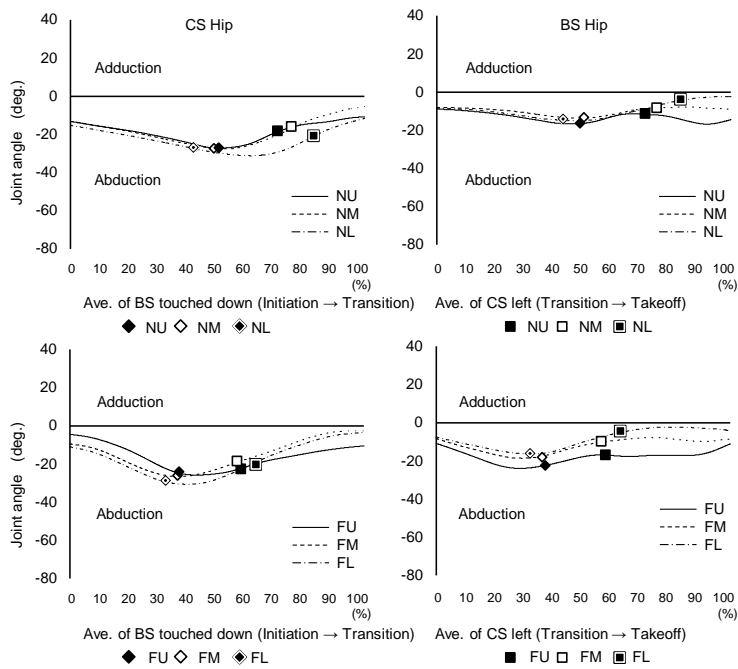 CS Hip
BS Hip
Joint angle (deg.)
40
20
0
-20
-40
-60
-80
Adduction
Abduction
NU
NM
NL
0 10 20 30 40 50 60 70 80 90 100
(%)
40
20
0
-20
-40
-60
-80
Adduction
Abduction
NU
NM
NL
0 10 20 30 40 50 60 70 80 90 100
(%)
Ave. of BS touched down (Initiation → Transition)
NU NM NL
Ave. of CS left (Transition → Takeoff)
NU NM NL
Joint angle (deg.)
40
20
0
-20
-40
-60
-80
Adduction
Abduction
FU
FM
FL
0 10 20 30 40 50 60 70 80 90 100
(%)
40
20
0
-20
-40
-60
-80
Adduction
Abduction
FU
FM
FL
0 10 20 30 40 50 60 70 80 90 100
(%)
Ave. of BS touched down (Initiation → Transition)
FU FM FL
Ave. of CS left (Transition → Takeoff)
FU FM FL